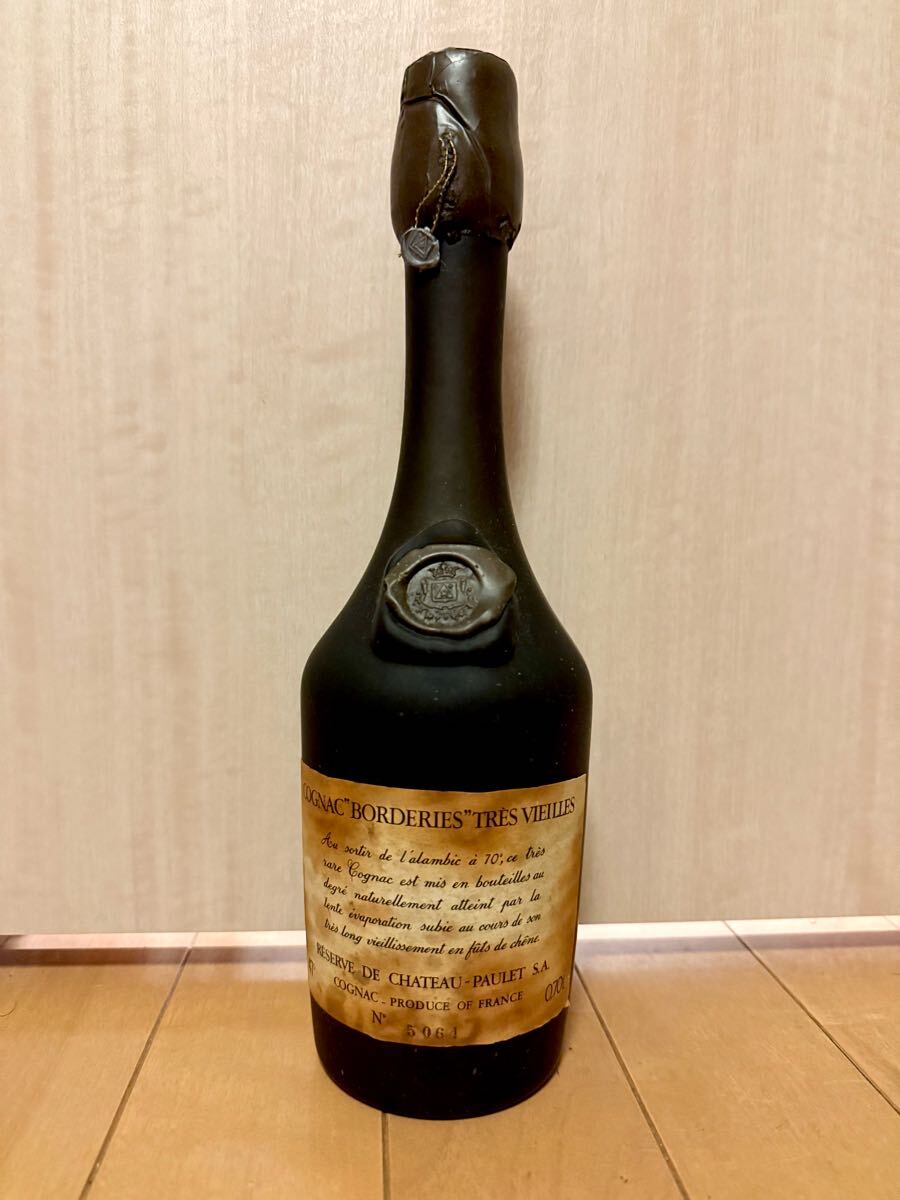 COGNAC "BORDERIES" TRÈS VIEILLES
Au sortir de l'alambic à 70°, ce très
rare Cognac est mis en bouteilles au
degré naturellement atteint par la
lente évaporation subie au cours de son
très long vieillissement en fûts de chêne.
RÉSERVE DE CHATEAU-PAULET S.A.
COGNAC - PRODUCE OF FRANCE
0,70
N° 5061